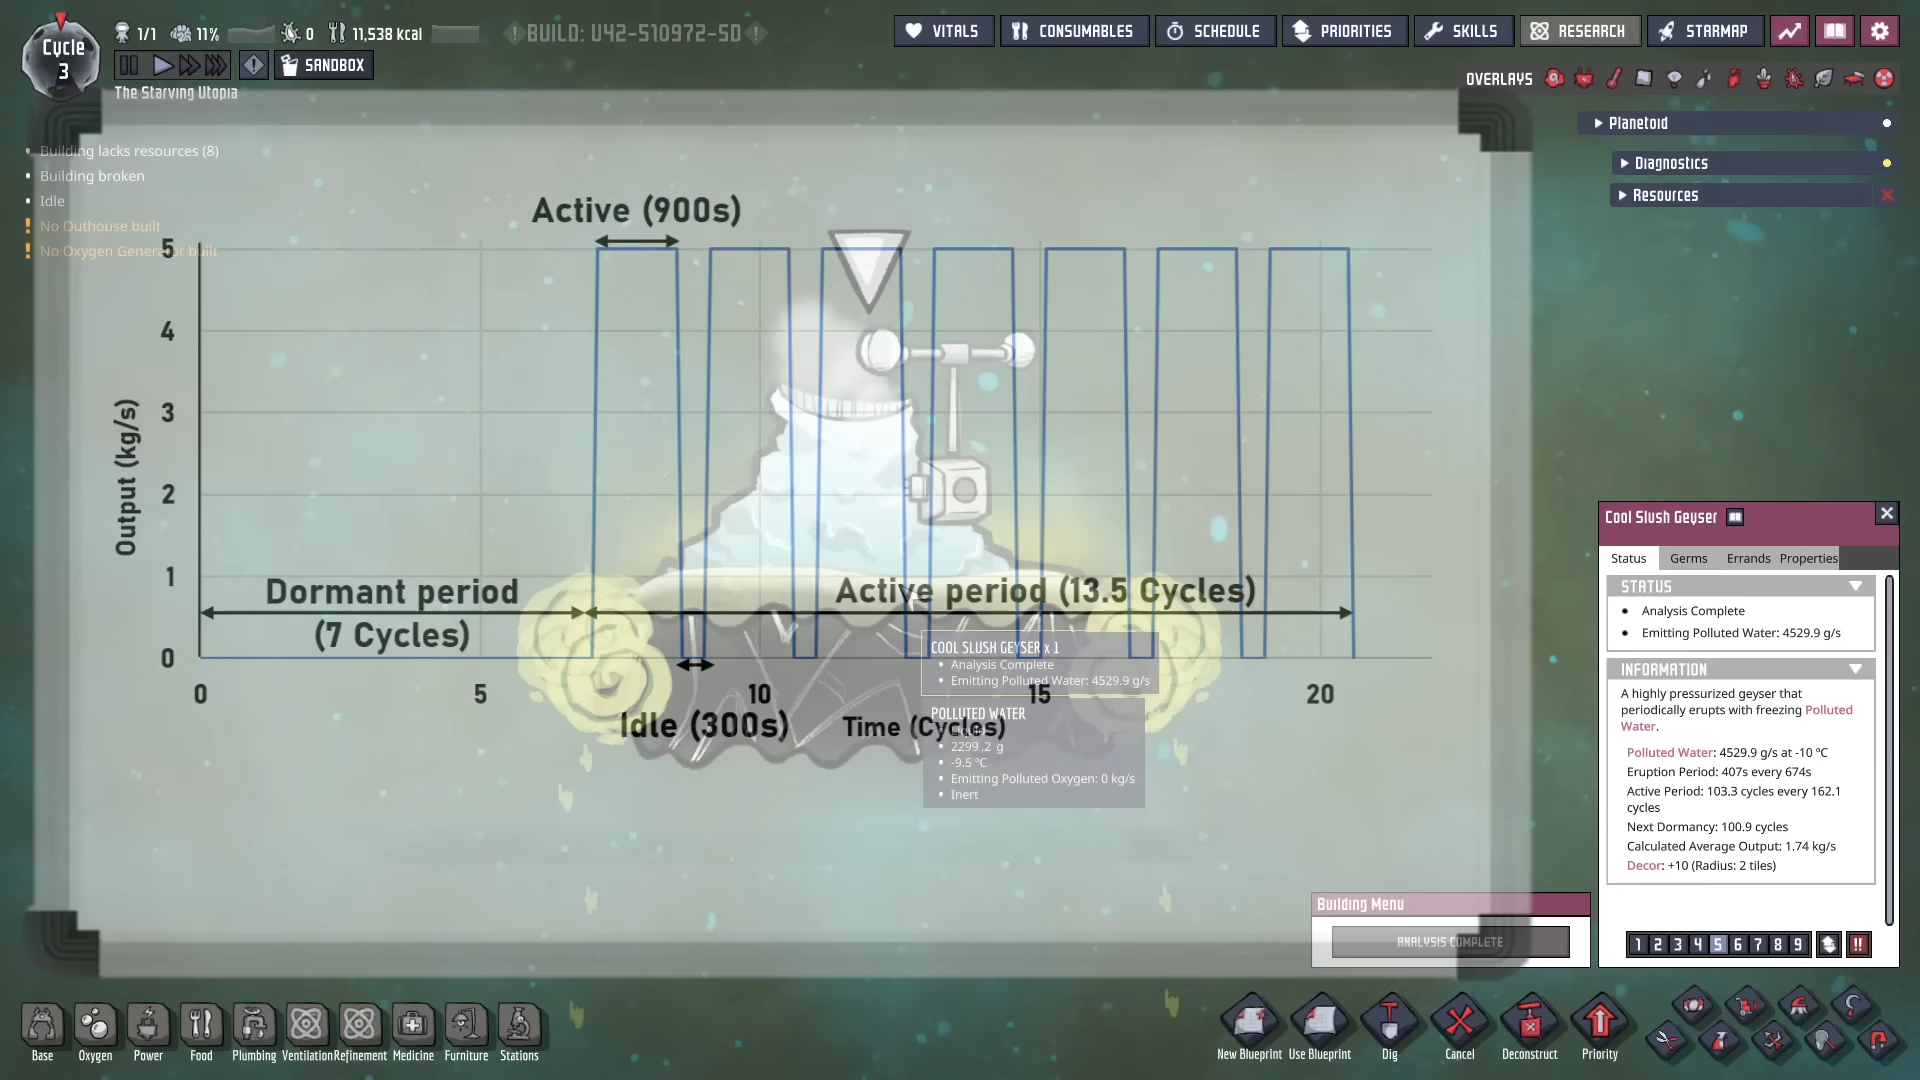 Cycle
3
1/1
11%
0
11,538 kcal
BUILD: U42-510972-SD
VITALS
CONSUMABLES
SCHEDULE
PRIORITIES
SKILLS
RESEARCH
STARMAP
SANDBOX
The Starving Utopia
OVERLAYS
Planetoid
Diagnostics
Resources
Building lacks resources (8)
Building broken
Idle
No Outhouse built
No Oxygen Generator built
Active (900s)
5
4
3
2
1
0
Output (kg/s)
Dormant period
(7 Cycles)
Active period (13.5 Cycles)
0
5
10
15
20
Idle (300s)
Time (Cycles)
COOL SLUSH GEYSER x 1
Analysis Complete
Emitting Polluted Water: 4529.9 g/s
POLLUTED WATER
2299.2 g
-9.5 ºC
Emitting Polluted Oxygen: 0 kg/s
Inert
Cool Slush Geyser
Status
Germs
Errands
Properties
STATUS
Analysis Complete
Emitting Polluted Water: 4529.9 g/s
INFORMATION
A highly pressurized geyser that
periodically erupts with freezing Polluted
Water.
Polluted Water: 4529.9 g/s at -10 ºC
Eruption Period: 407s every 674s
Active Period: 103.3 cycles every 162.1
cycles
Next Dormancy: 100.9 cycles
Calculated Average Output: 1.74 kg/s
Decor: +10 (Radius: 2 tiles)
1 2 3 4 5 6 7 8 9 !!
Building Menu
ANALYSIS COMPLETE
Base
Oxygen
Power
Food
Plumbing
Ventilation
Refinement
Medicine
Furniture
Stations
New Blueprint
Use Blueprint
Dig
Cancel
Deconstruct
Priority